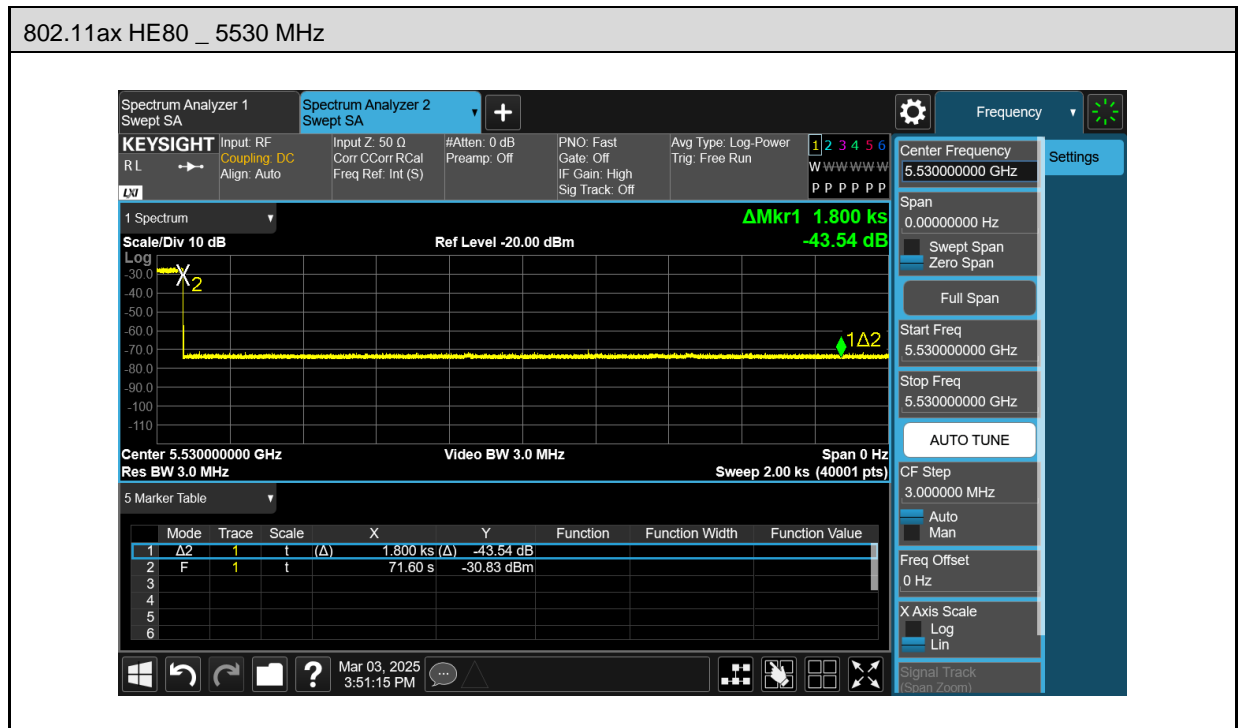 802.11ax HE80 _ 5530 MHz
Spectrum Analyzer 1
Swept SA
Spectrum Analyzer 2
Swept SA
Frequency
KEYSIGHT
RL
LXI
Input: RF
Coupling: DC
Align: Auto
Input Z: 50 Ω
Corr CCorr RCal
Freq Ref: Int (S)
#Atten: 0 dB
Preamp: Off
PNO: Fast
Gate: Off
IF Gain: High
Sig Track: Off
Avg Type: Log-Power
Trig: Free Run
1 2 3 4 5 6
W W W W W W
P P P P P P
Center Frequency
5.530000000 GHz
Settings
Span
0.00000000 Hz
Swept Span
Zero Span
Full Span
Start Freq
5.530000000 GHz
Stop Freq
5.530000000 GHz
AUTO TUNE
CF Step
3.000000 MHz
Auto
Man
Freq Offset
0 Hz
X Axis Scale
Log
Lin
Signal Track
(Span Zoom)
1 Spectrum
ΔMkr1 1.800 ks
-43.54 dB
Scale/Div 10 dB
Ref Level -20.00 dBm
Log
-30.0
-40.0
-50.0
-60.0
-70.0
-80.0
-90.0
-100
-110
2
1Δ2
Center 5.530000000 GHz
Video BW 3.0 MHz
Span 0 Hz
Res BW 3.0 MHz
Sweep 2.00 ks (40001 pts)
5 Marker Table
Mode Trace Scale X Y Function Function Width Function Value
1 Δ2 1 t (Δ) 1.800 ks (Δ) -43.54 dB
2 F 1 t 71.60 s -30.83 dBm
3
4
5
6
?
Mar 03, 2025
3:51:15 PM